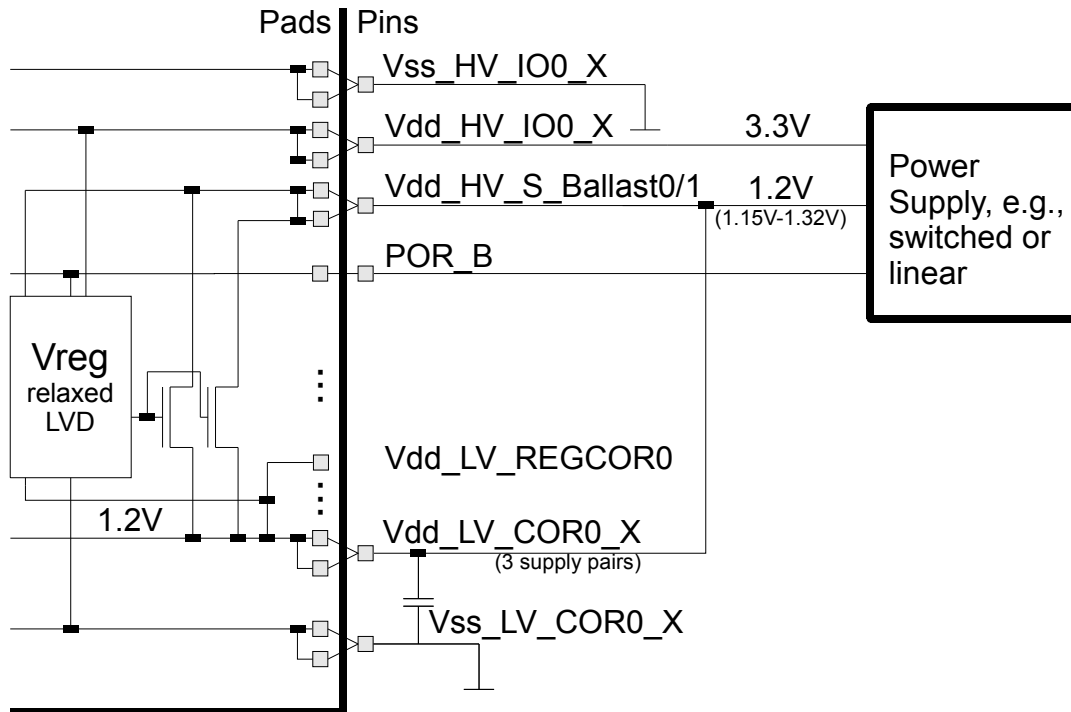 Pads
Pins
Vss_HV_IO0_X
Vdd_HV_IO0_X
3.3V
Vdd_HV_S_Ballast0/1
1.2V
(1.15V-1.32V)
Power
Supply, e.g.,
switched or
linear
POR_B
Vreg
relaxed
LVD
...
Vdd_LV_REGCOR0
...
1.2V
Vdd_LV_COR0_X
(3 supply pairs)
Vss_LV_COR0_X